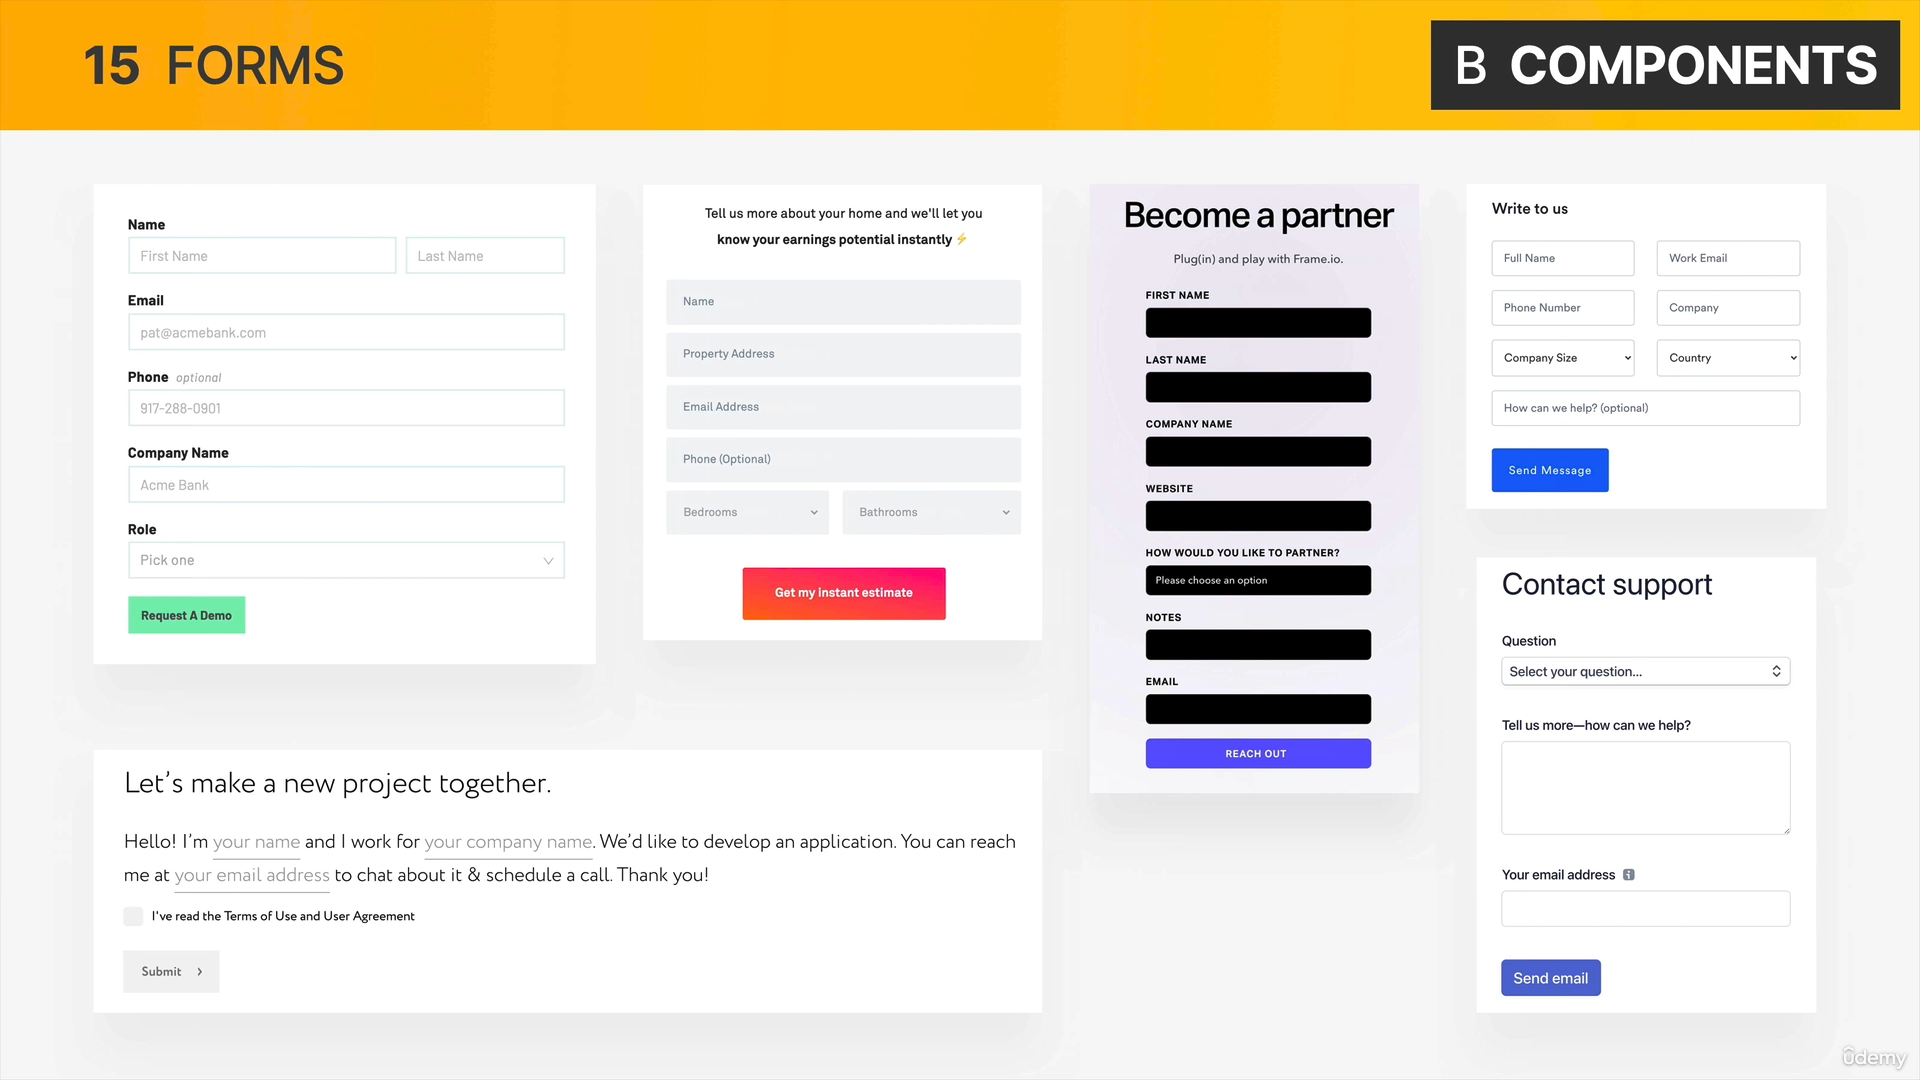 15 FORMS
B COMPONENTS
Name
First Name
Last Name
Email
pat@acmebank.com
Phone optional
917-288-0901
Company Name
Acme Bank
Role
Pick one
Request A Demo
Tell us more about your home and we'll let you
know your earnings potential instantly ⚡
Name
Property Address
Email Address
Phone (Optional)
Bedrooms
Bathrooms
Get my instant estimate
Become a partner
Plug(in) and play with Frame.io.
FIRST NAME
LAST NAME
COMPANY NAME
WEBSITE
HOW WOULD YOU LIKE TO PARTNER?
Please choose an option
NOTES
EMAIL
REACH OUT
Write to us
Full Name
Work Email
Phone Number
Company
Company Size
Country
How can we help? (optional)
Send Message
Contact support
Question
Select your question...
Tell us more—how can we help?
Your email address
Send email
Let's make a new project together.
Hello! I'm your name and I work for your company name. We'd like to develop an application. You can reach
me at your email address to chat about it & schedule a call. Thank you!
I've read the Terms of Use and User Agreement
Submit
udemy